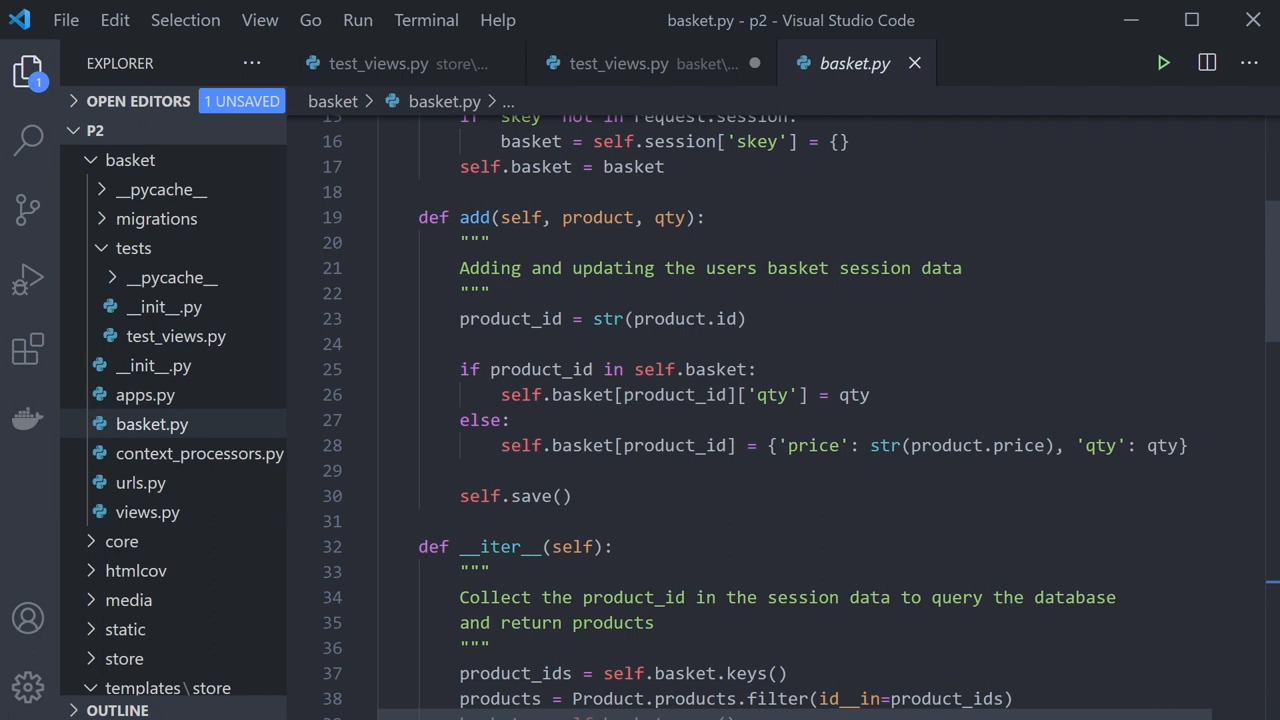 File Edit Selection View Go Run Terminal Help
basket.py - p2 - Visual Studio Code
1
EXPLORER
OPEN EDITORS 1 UNSAVED
P2
basket
__pycache__
migrations
tests
__pycache__
__init__.py
test_views.py
__init__.py
apps.py
basket.py
context_processors.py
urls.py
views.py
core
htmlcov
media
static
store
templates\store
OUTLINE
test_views.py store\...
test_views.py basket\...
basket.py
basket > basket.py > ...
15 if 'skey' not in request.session:
16 basket = self.session['skey'] = {}
17 self.basket = basket
18
19 def add(self, product, qty):
20 """
21 Adding and updating the users basket session data
22 """
23 product_id = str(product.id)
24
25 if product_id in self.basket:
26 self.basket[product_id]['qty'] = qty
27 else:
28 self.basket[product_id] = {'price': str(product.price), 'qty': qty}
29
30 self.save()
31
32 def __iter__(self):
33 """
34 Collect the product_id in the session data to query the database
35 and return products
36 """
37 product_ids = self.basket.keys()
38 products = Product.products.filter(id__in=product_ids)